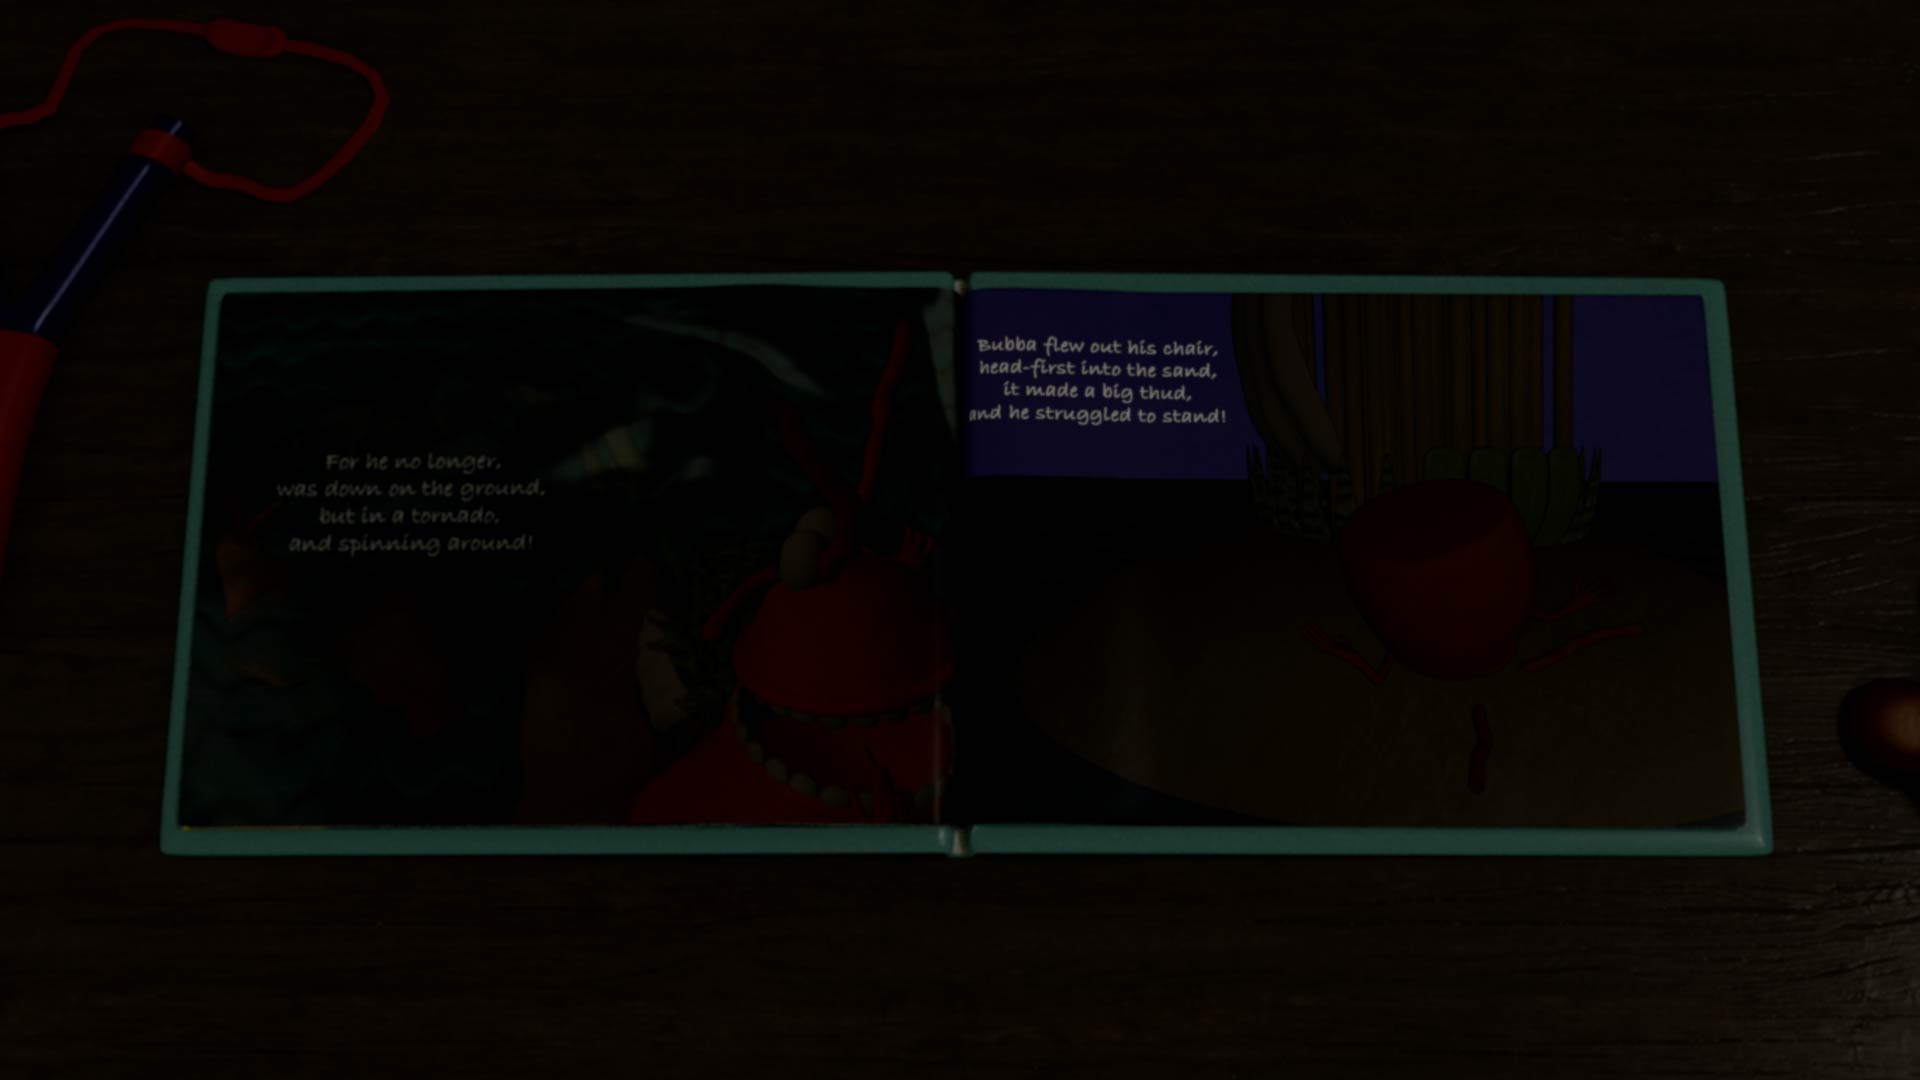 For he no longer,
was down on the ground,
but in a tornado,
and spinning around!
Bubba flew out his chair,
head-first into the sand,
it made a big thud,
and he struggled to stand!